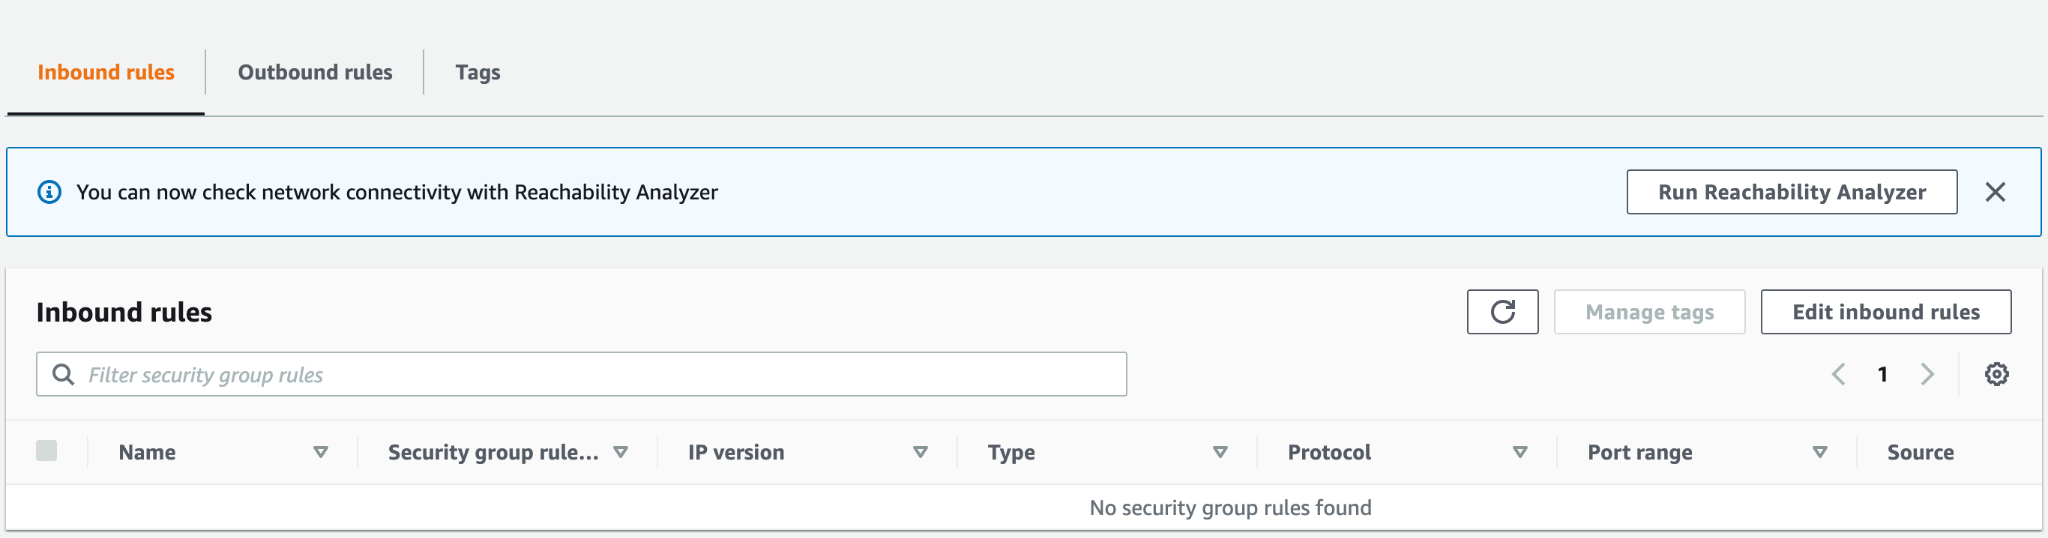 Inbound rules
Outbound rules
Tags
You can now check network connectivity with Reachability Analyzer
Run Reachability Analyzer
Inbound rules
Manage tags
Edit inbound rules
Filter security group rules
1
Name
Security group rule...
IP version
Type
Protocol
Port range
Source
No security group rules found